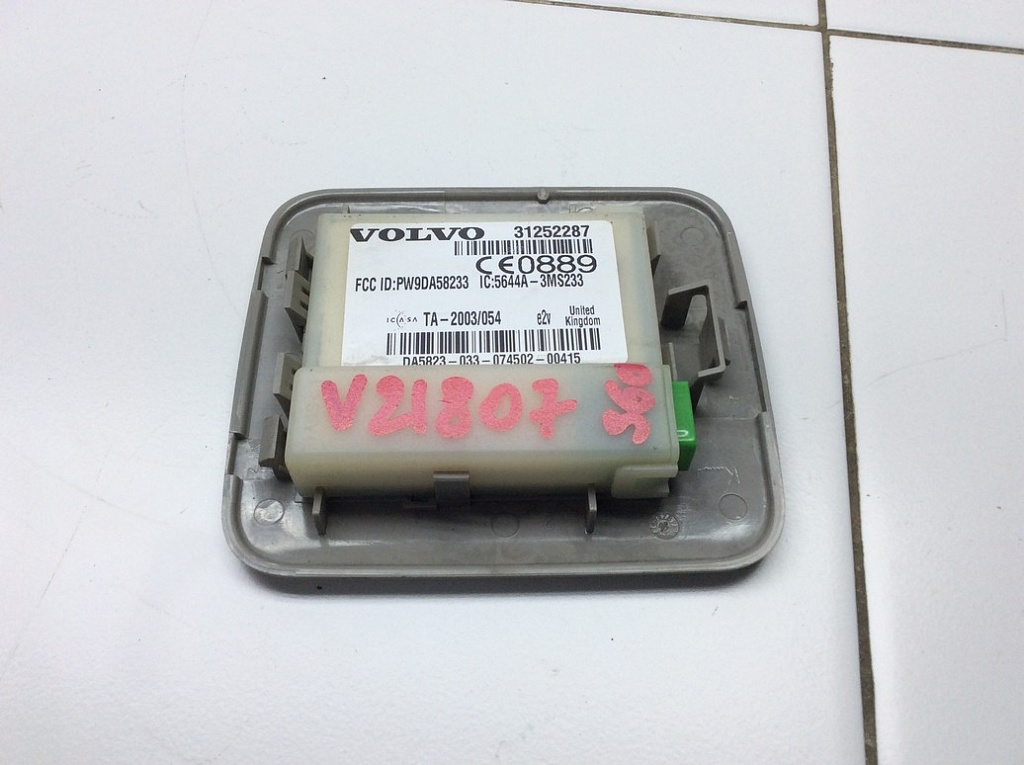 VOLVO 31252287
CE0889
FCC ID:PW9DA58233 IC:5644A-3MS233
ICASA TA-2003/054 e2v United Kingdom
DA5823-033-074502-00415
V21807